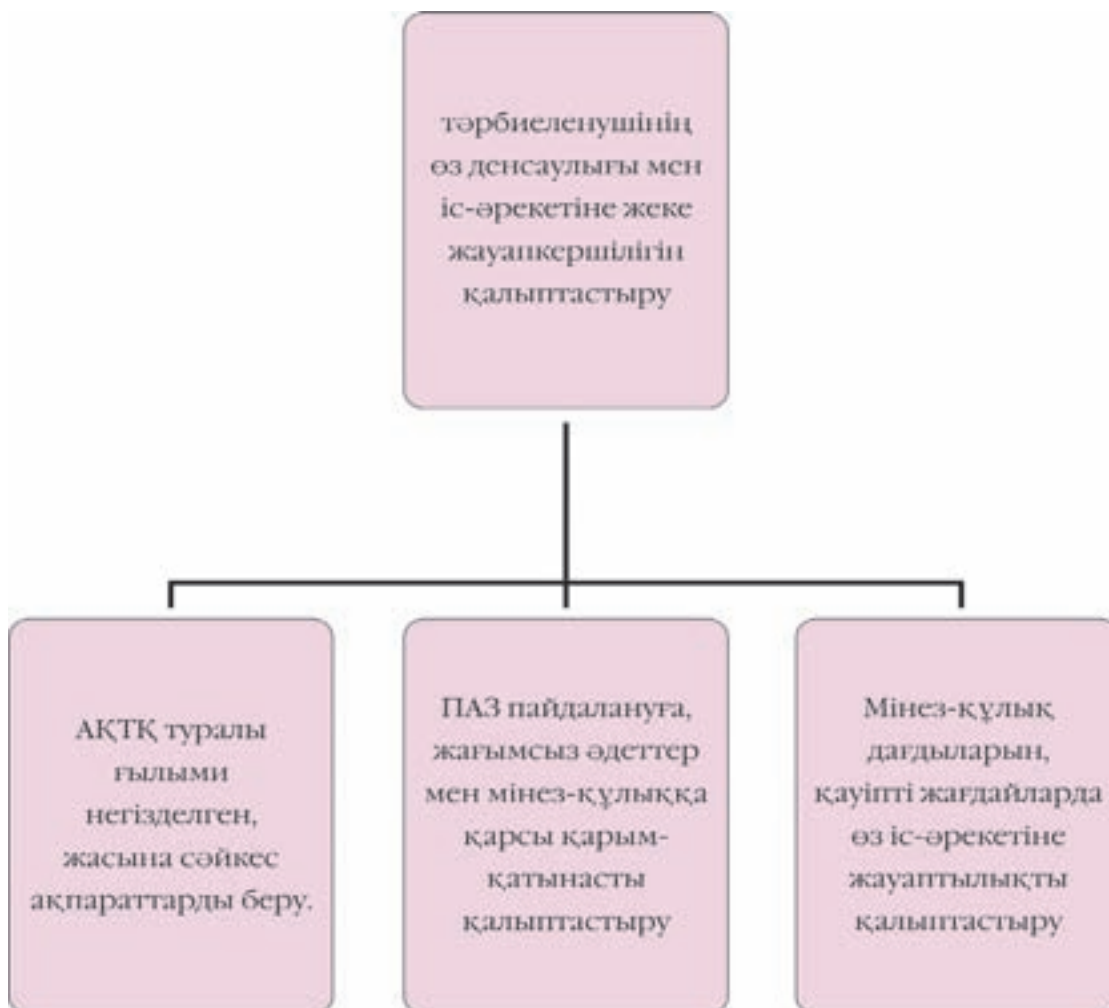 тәрбиеленушінің
өз денсаулығы мен
іс-әрекетіне жеке
жауапкершілігін
қалыптастыру
АҚТҚ туралы
ғылыми
негізделген,
жасына сәйкес
ақпараттарды беру.
ПАЗ пайдалануға,
жағымсыз әдеттер
мен мінез-құлыққа
қарсы қарым-
қатынасты
қалыптастыру
Мінез-құлық
дағдыларын,
қауіпті жағдайларда
өз іс-әрекетіне
жауаптылықты
қалыптастыру